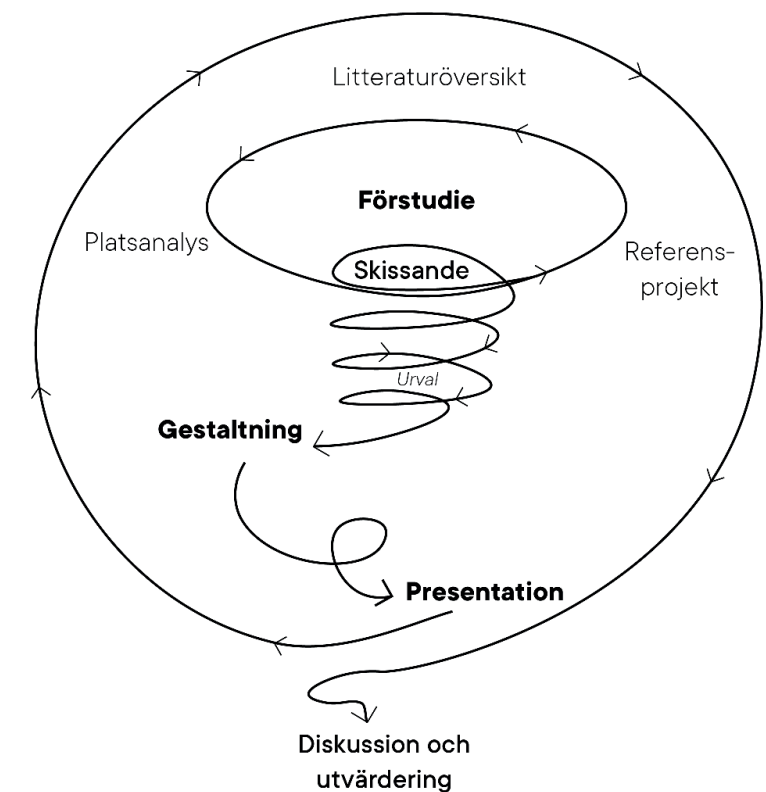 Litteraturöversikt
Förstudie
Platsanalys
Referens-
projekt
Skissande
Urval
Gestaltning
Presentation
Diskussion och
utvärdering